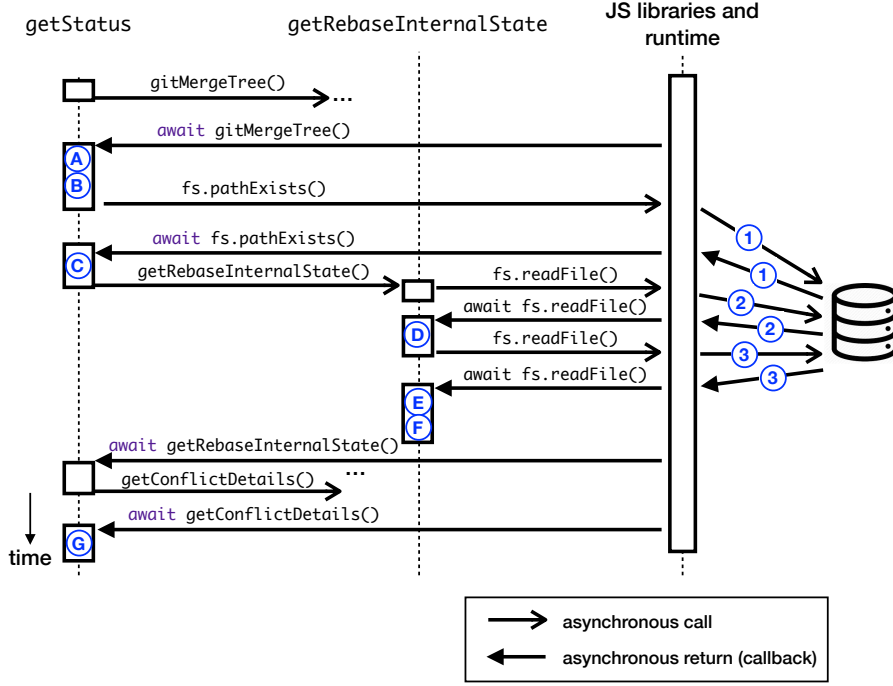 getStatus
getRebaseInternalState
JS libraries and
runtime
gitMergeTree()
...
await gitMergeTree()
A
B
fs.pathExists()
1
await fs.pathExists()
C
1
getRebaseInternalState()
fs.readFile()
2
await fs.readFile()
D
2
fs.readFile()
3
await fs.readFile()
3
E
F
await getRebaseInternalState()
...
getConflictDetails()
await getConflictDetails()
G
time
asynchronous call
asynchronous return (callback)